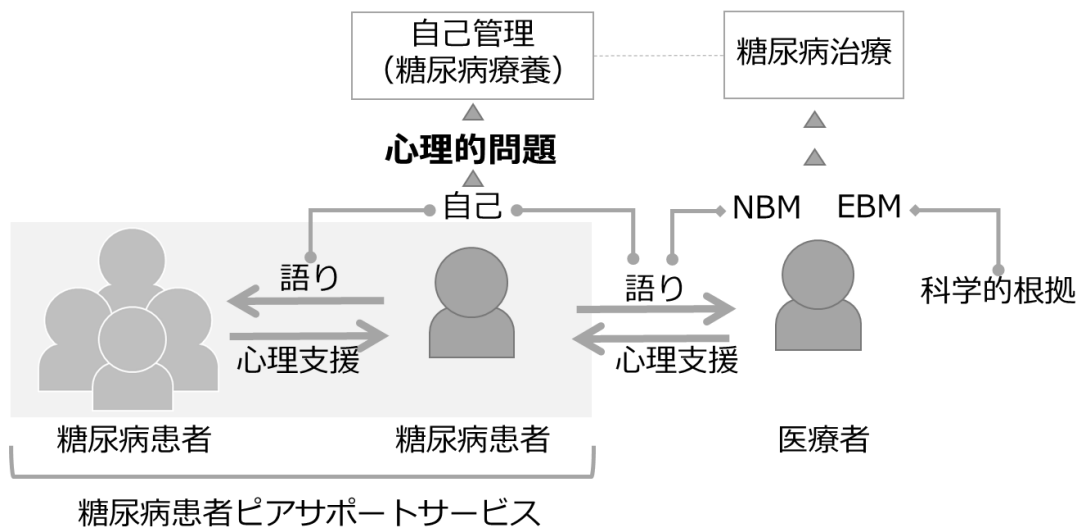 自己管理
（糖尿病療養）
糖尿病治療
心理的問題
自己
NBM
EBM
語り
語り
科学的根拠
心理支援
心理支援
糖尿病患者
糖尿病患者
医療者
糖尿病患者ピアサポートサービス